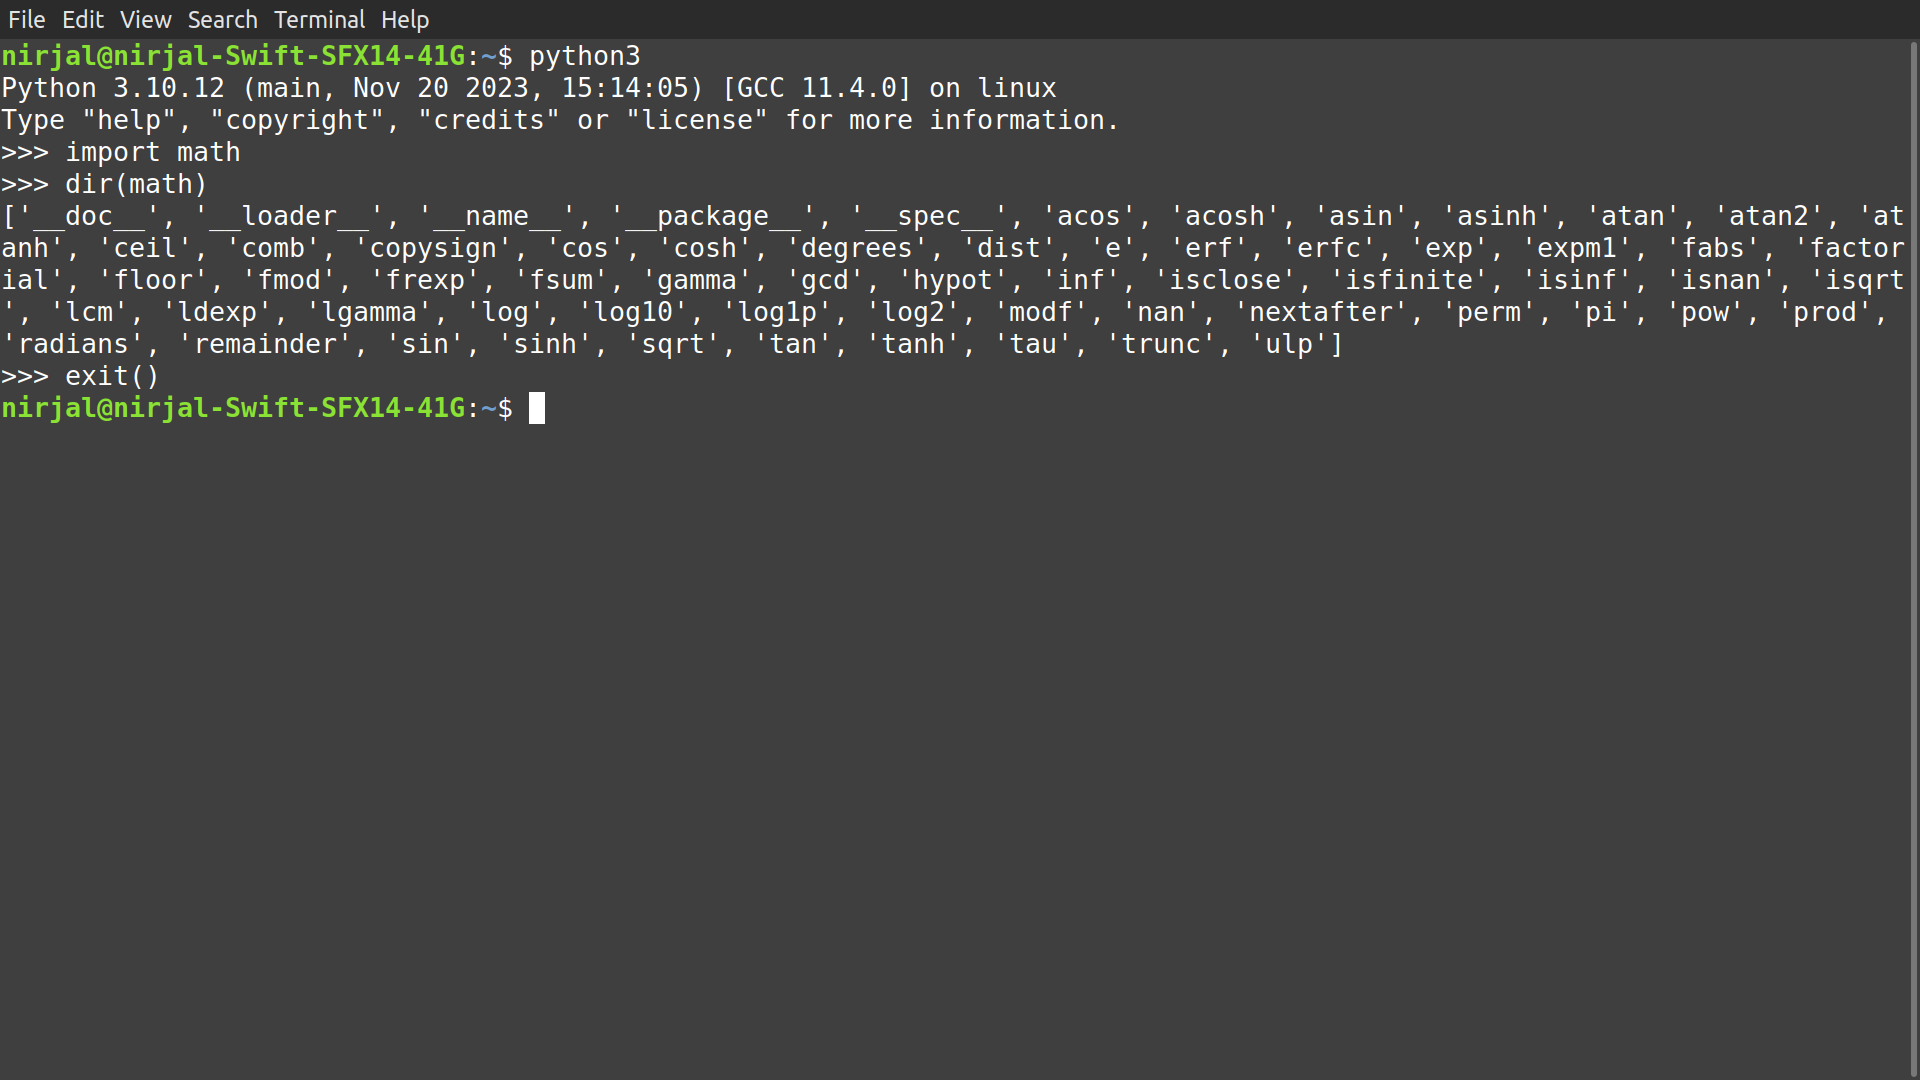 File Edit View Search Terminal Help
nirjal@nirjal-Swift-SFX14-41G:~$ python3
Python 3.10.12 (main, Nov 20 2023, 15:14:05) [GCC 11.4.0] on linux
Type "help", "copyright", "credits" or "license" for more information.
>>> import math
>>> dir(math)
['__doc__', '__loader__', '__name__', '__package__', '__spec__', 'acos', 'acosh', 'asin', 'asinh', 'atan', 'atan2', 'at
anh', 'ceil', 'comb', 'copysign', 'cos', 'cosh', 'degrees', 'dist', 'e', 'erf', 'erfc', 'exp', 'expm1', 'fabs', 'factor
ial', 'floor', 'fmod', 'frexp', 'fsum', 'gamma', 'gcd', 'hypot', 'inf', 'isclose', 'isfinite', 'isinf', 'isnan', 'isqrt
', 'lcm', 'ldexp', 'lgamma', 'log', 'log10', 'log1p', 'log2', 'modf', 'nan', 'nextafter', 'perm', 'pi', 'pow', 'prod',
'radians', 'remainder', 'sin', 'sinh', 'sqrt', 'tan', 'tanh', 'tau', 'trunc', 'ulp']
>>> exit()
nirjal@nirjal-Swift-SFX14-41G:~$